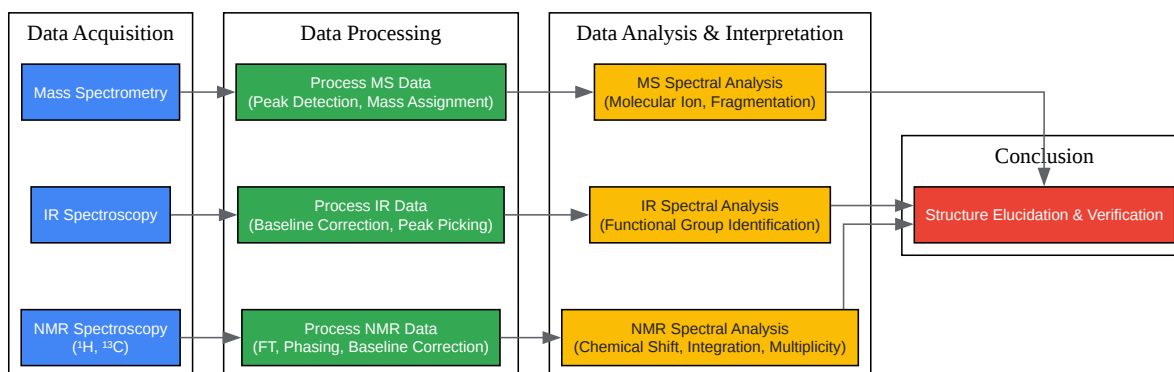 Data Acquisition
Mass Spectrometry
IR Spectroscopy
NMR Spectroscopy
(¹H, ¹³C)
Data Processing
Process MS Data
(Peak Detection, Mass Assignment)
Process IR Data
(Baseline Correction, Peak Picking)
Process NMR Data
(FT, Phasing, Baseline Correction)
Data Analysis & Interpretation
MS Spectral Analysis
(Molecular Ion, Fragmentation)
IR Spectral Analysis
(Functional Group Identification)
NMR Spectral Analysis
(Chemical Shift, Integration, Multiplicity)
Conclusion
Structure Elucidation & Verification